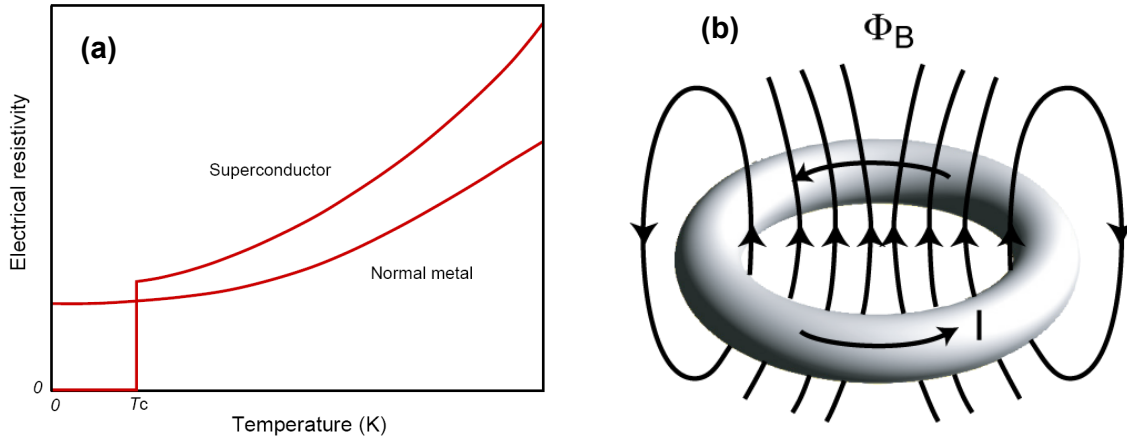 (a)
Electrical resistivity
Superconductor
Normal metal
0
0
Tc
Temperature (K)
(b)
ΦB
I